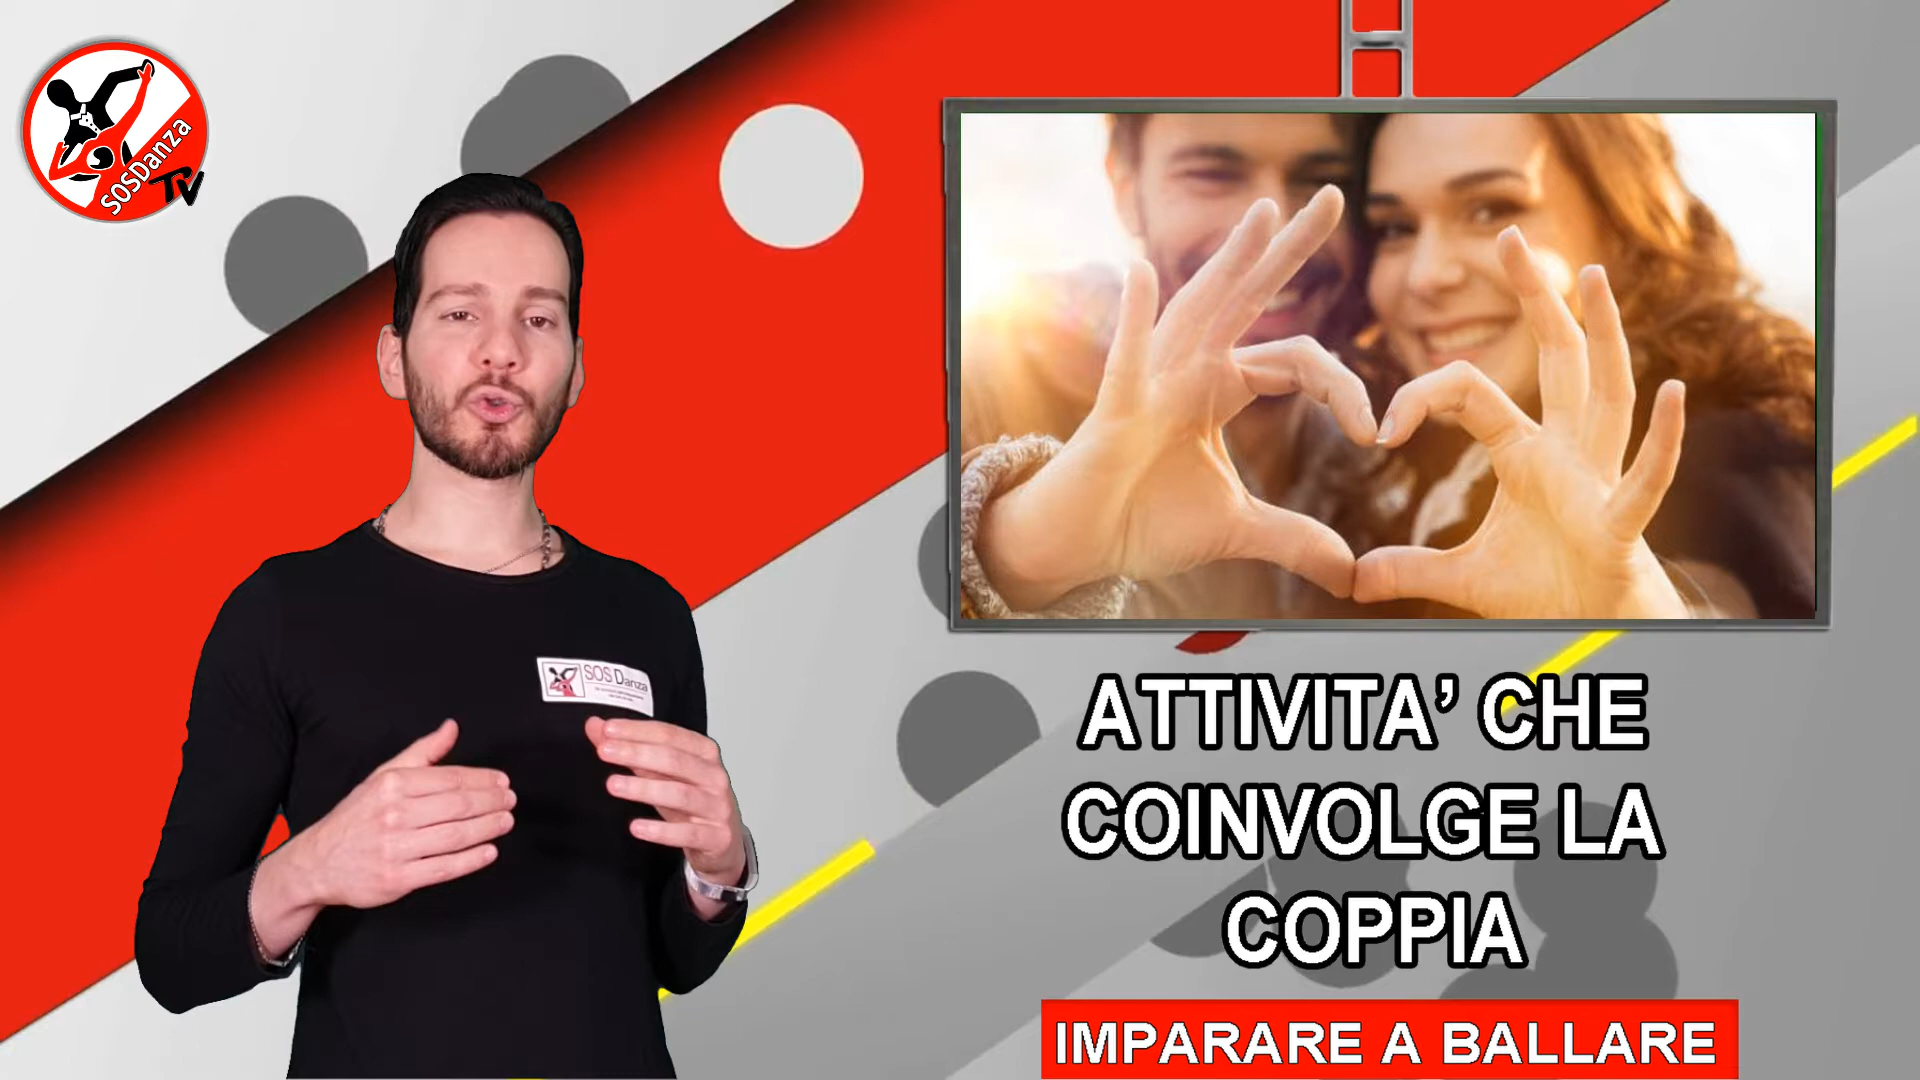 SOSDanza
TV
SOS Danza
ATTIVITA’ CHE
COINVOLGE LA
COPPIA
IMPARARE A BALLARE